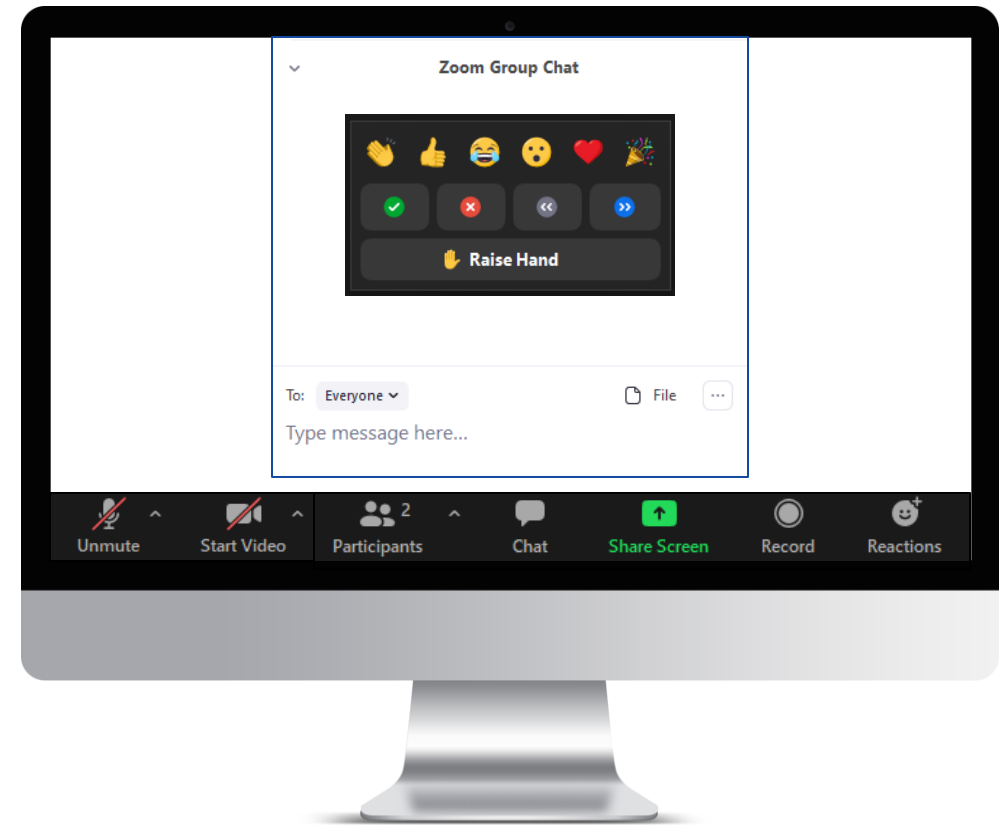 Zoom Group Chat
Raise Hand
To: Everyone File
Type message here...
2
Unmute Start Video Participants Chat Share Screen Record Reactions